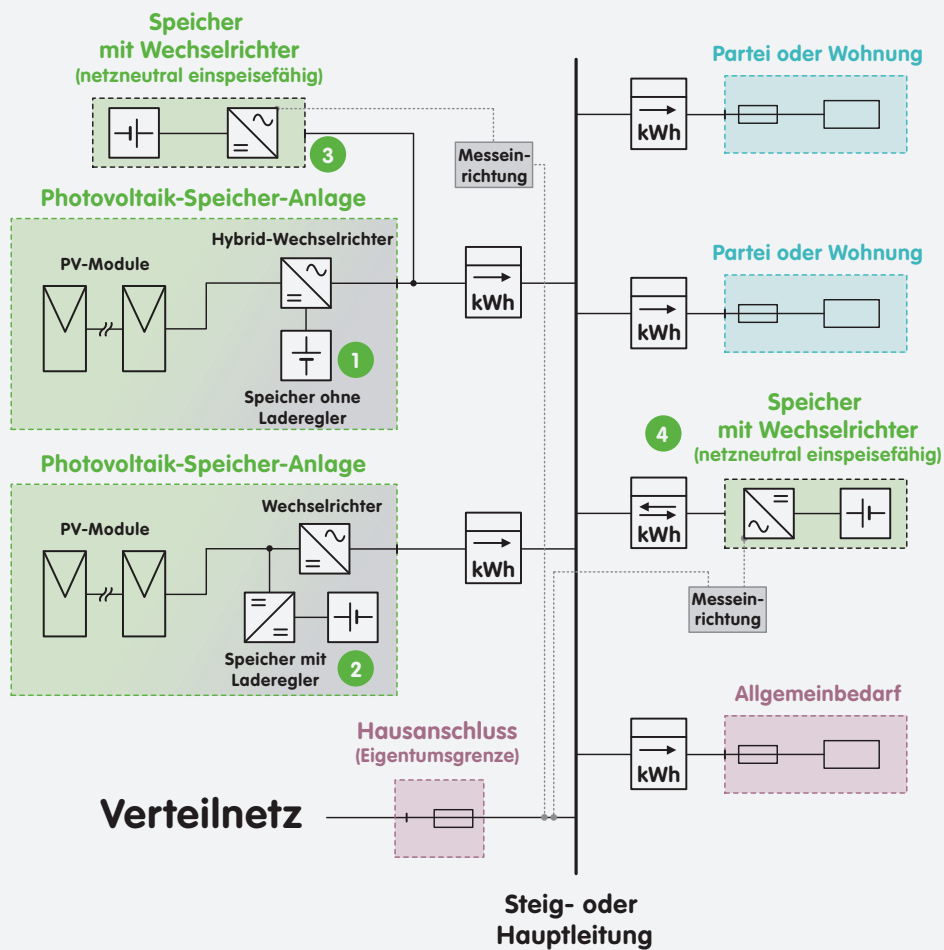 Speicher
mit Wechselrichter
(netzneutral einspeisefähig)
3
Messein-
richtung
kWh
Partei oder Wohnung
Photovoltaik-Speicher-Anlage
Hybrid-Wechselrichter
PV-Module
1
Speicher ohne
Laderegler
kWh
kWh
Partei oder Wohnung
4
Speicher
mit Wechselrichter
(netzneutral einspeisefähig)
Photovoltaik-Speicher-Anlage
Wechselrichter
PV-Module
Speicher mit
Laderegler
2
kWh
kWh
Messein-
richtung
Allgemeinbedarf
kWh
Hausanschluss
(Eigentumsgrenze)
Verteilnetz
Steig- oder
Hauptleitung